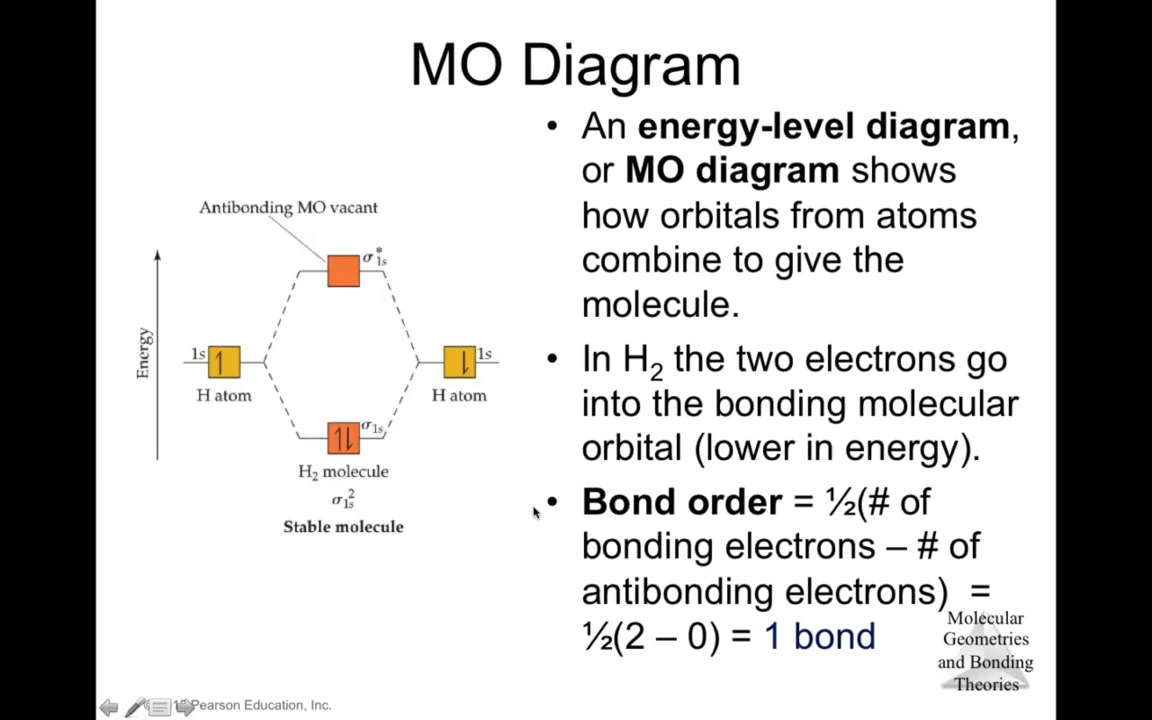 MO Diagram
• An energy-level diagram,
or MO diagram shows
how orbitals from atoms
combine to give the
molecule.
• In H₂ the two electrons go
into the bonding molecular
orbital (lower in energy).
• Bond order = ½(# of
bonding electrons – # of
antibonding electrons) =
½(2 – 0) = 1 bond
Antibonding MO vacant
σ*1s
Energy
1s
1s
H atom
H atom
σ1s
H₂ molecule
σ1s²
Stable molecule
Molecular
Geometries
and Bonding
Theories
Pearson Education, Inc.